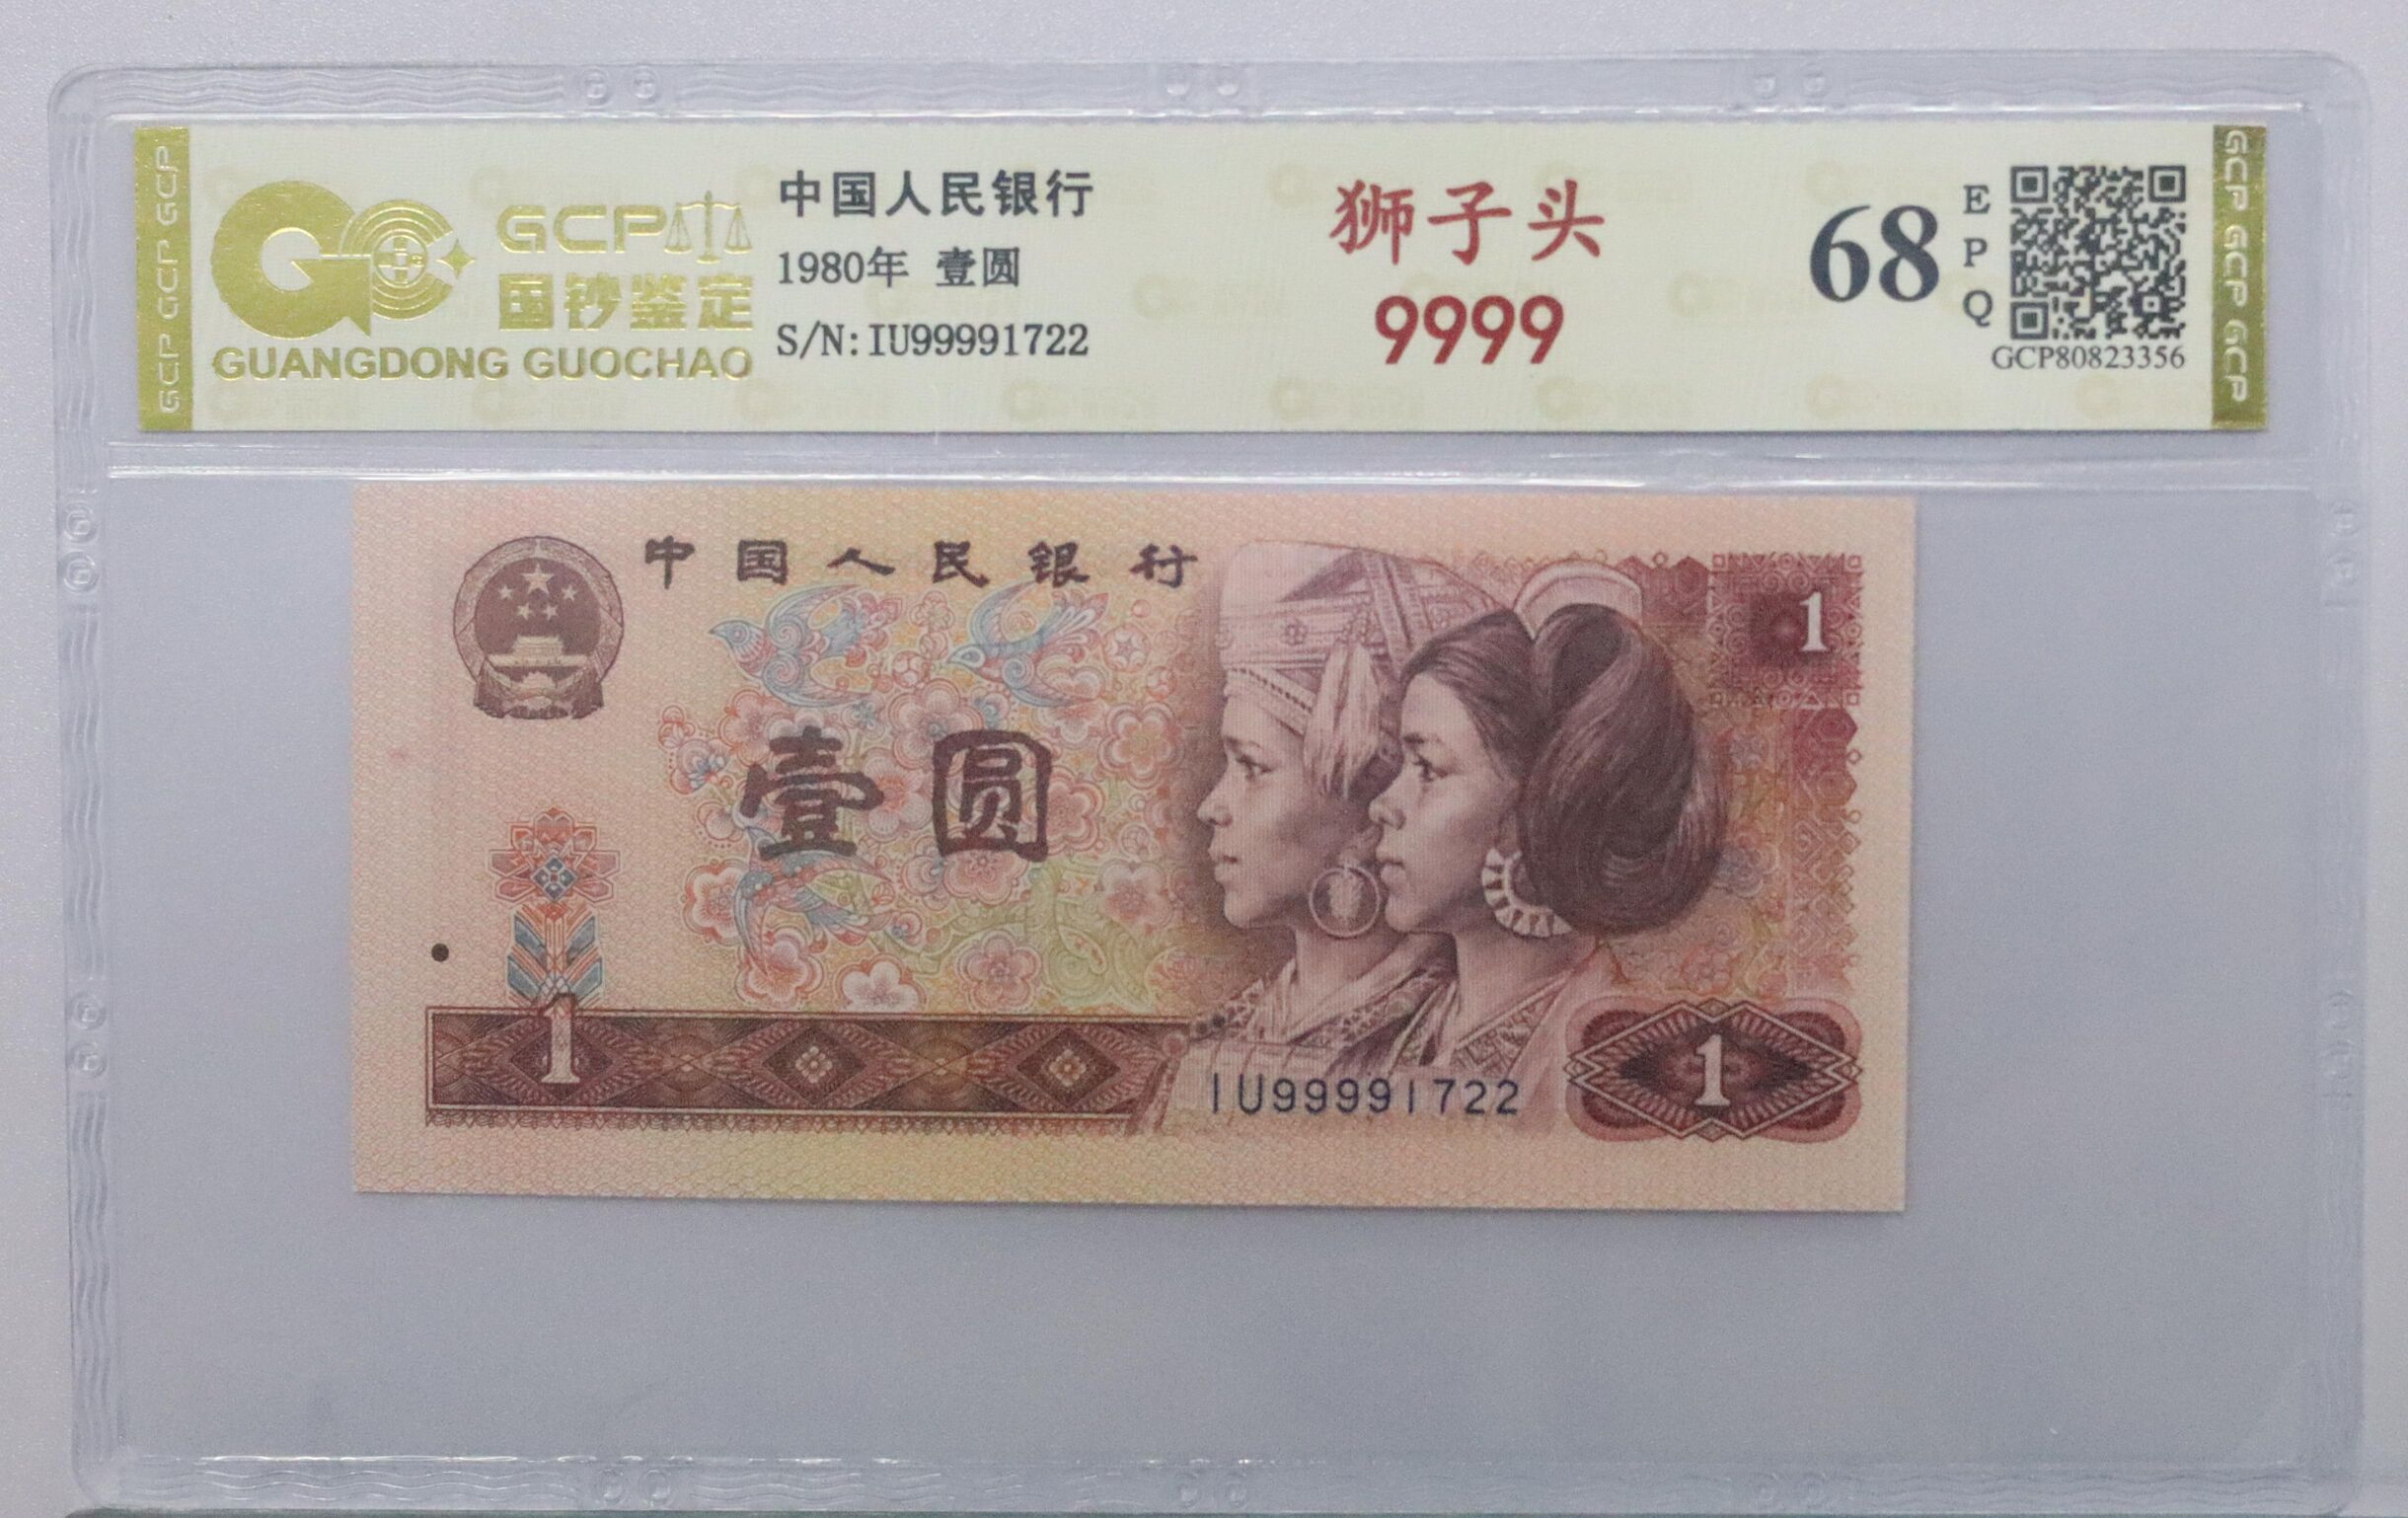 GCP GCP GCP
GCP
国钞鉴定
GUANGDONG GUOCHAO
中国人民银行
1980年 壹圆
S/N:IU99991722
狮子头
9999
68
EPQ
GCP80823356
GCP GCP GCP
中国人民银行
1
壹圆
1
IU99991722
1